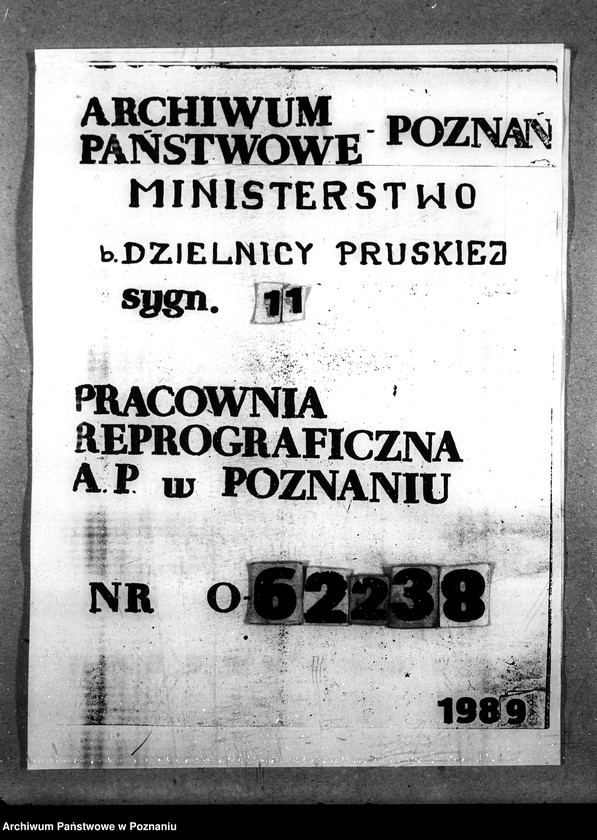 ARCHIWUM
PAŃSTWOWE - POZNAŃ
MINISTERSTWO
b. DZIELNICY PRUSKIEJ
sygn. 11
PRACOWNIA
REPROGRAFICZNA
A. P. w POZNANIU
NR O-62238
1989
Archiwum Państwowe w Poznaniu